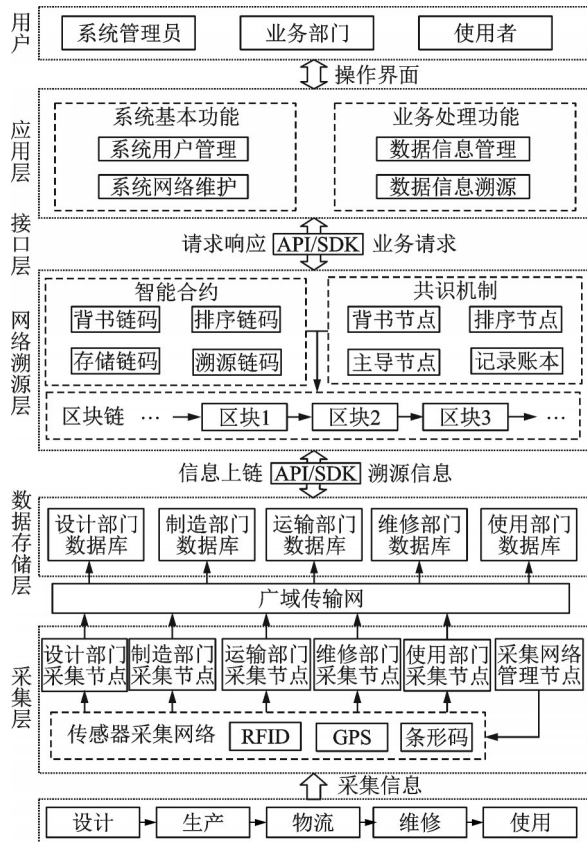 用户
系统管理员 业务部门 使用者
操作界面
应用层
系统基本功能 业务处理功能
系统用户管理 数据信息管理
系统网络维护 数据信息溯源
接口层
请求响应 API/SDK 业务请求
网络溯源层
智能合约 共识机制
背书链码 排序链码 背书节点 排序节点
存储链码 溯源链码 主导节点 记录账本
区块链 … 区块1 区块2 区块3 …
信息上链 API/SDK 溯源信息
数据存储层
设计部门 制造部门 运输部门 维修部门 使用部门
数据库 数据库 数据库 数据库 数据库
广域传输网
采集层
设计部门 制造部门 运输部门 维修部门 使用部门 采集网络
采集节点 采集节点 采集节点 采集节点 采集节点 管理节点
传感器采集网络 RFID GPS 条形码
采集信息
设计 生产 物流 维修 使用